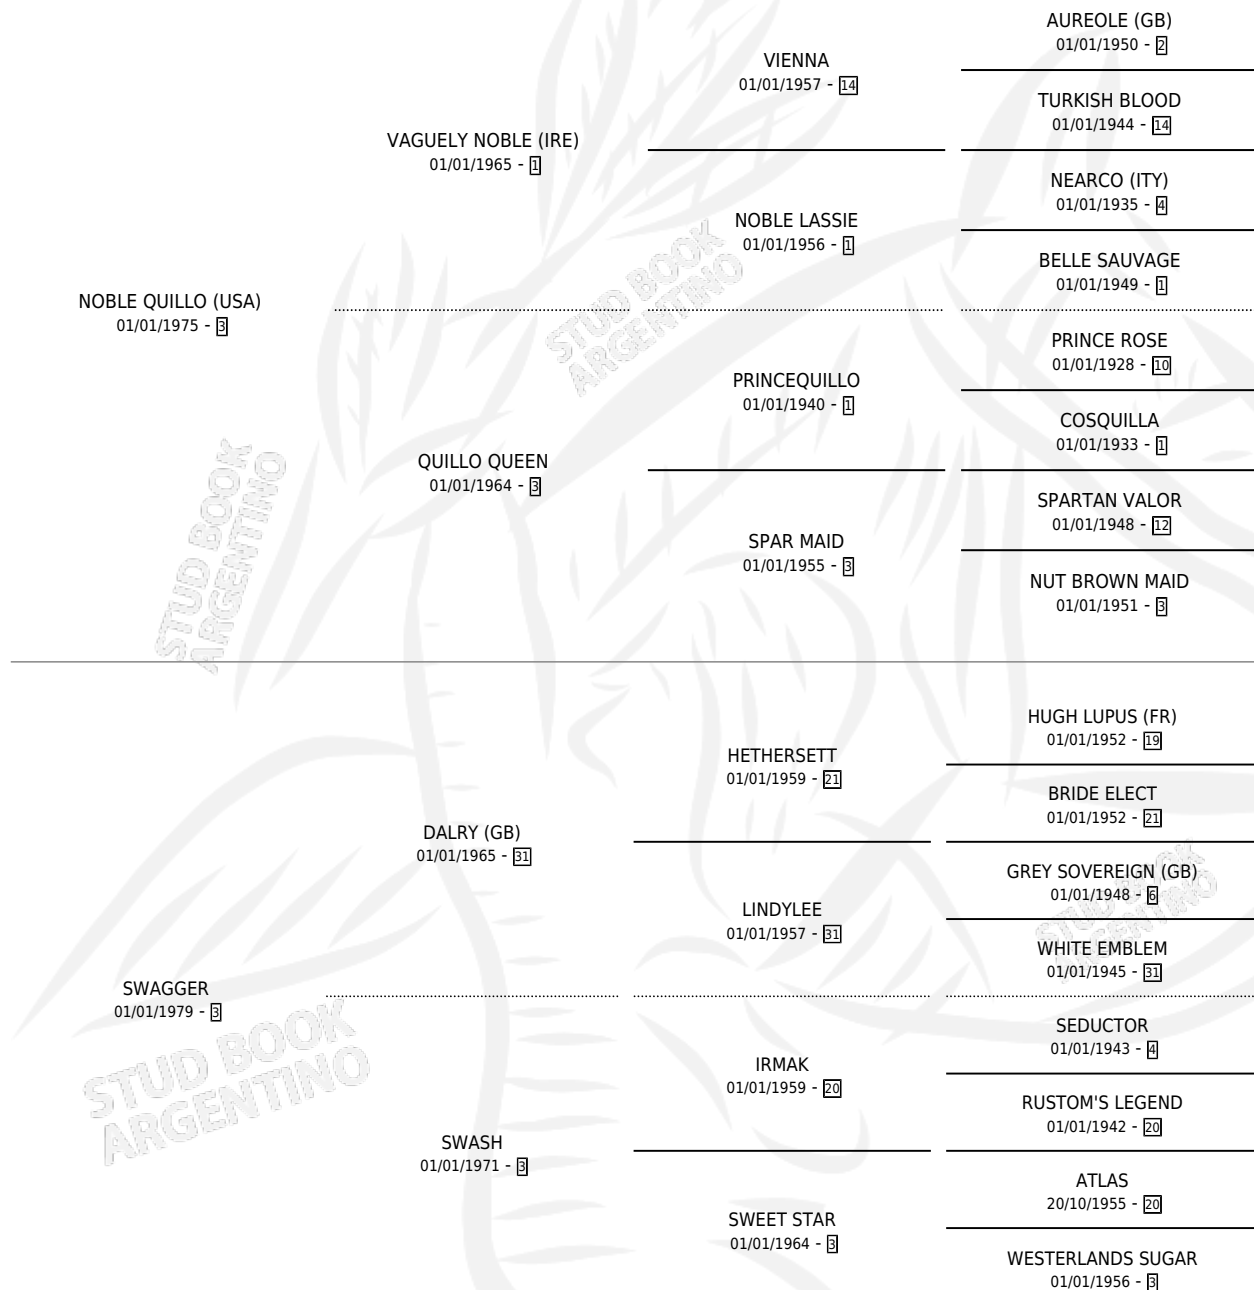 AUREOLE (GB)
01/01/1950 - 2
VIENNA
01/01/1957 - 14
TURKISH BLOOD
01/01/1944 - 14
VAGUELY NOBLE (IRE)
01/01/1965 - 1
NEARCO (ITY)
01/01/1935 - 4
NOBLE LASSIE
01/01/1956 - 1
BELLE SAUVAGE
01/01/1949 - 1
NOBLE QUILLO (USA)
01/01/1975 - 3
PRINCE ROSE
01/01/1928 - 10
PRINCEQUILLO
01/01/1940 - 1
COSQUILLA
01/01/1933 - 1
QUILLO QUEEN
01/01/1964 - 3
SPARTAN VALOR
01/01/1948 - 12
SPAR MAID
01/01/1955 - 3
NUT BROWN MAID
01/01/1951 - 3
STUD BOOK
ARGENTINO
STUD BOOK
ARGENTINO
HUGH LUPUS (FR)
01/01/1952 - 19
HETHERSETT
01/01/1959 - 21
BRIDE ELECT
01/01/1952 - 21
DALRY (GB)
01/01/1965 - 31
GREY SOVEREIGN (GB)
01/01/1948 - 6
LINDYLEE
01/01/1957 - 31
WHITE EMBLEM
01/01/1945 - 31
SWAGGER
01/01/1979 - 3
SEDUCTOR
01/01/1943 - 4
IRMAK
01/01/1959 - 20
RUSTOM'S LEGEND
01/01/1942 - 20
SWASH
01/01/1971 - 3
ATLAS
20/10/1955 - 20
SWEET STAR
01/01/1964 - 3
WESTERLANDS SUGAR
01/01/1956 - 3
STUD BOOK
ARGENTINO
STUD BOOK
ARGENTINO